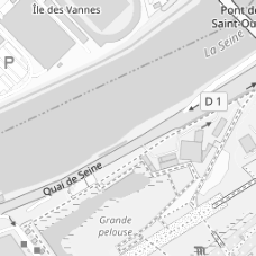 Île des Vannes
Pont de
Saint-Ou
La Seine
P
D 1
Quai de Seine
Grande
pelouse